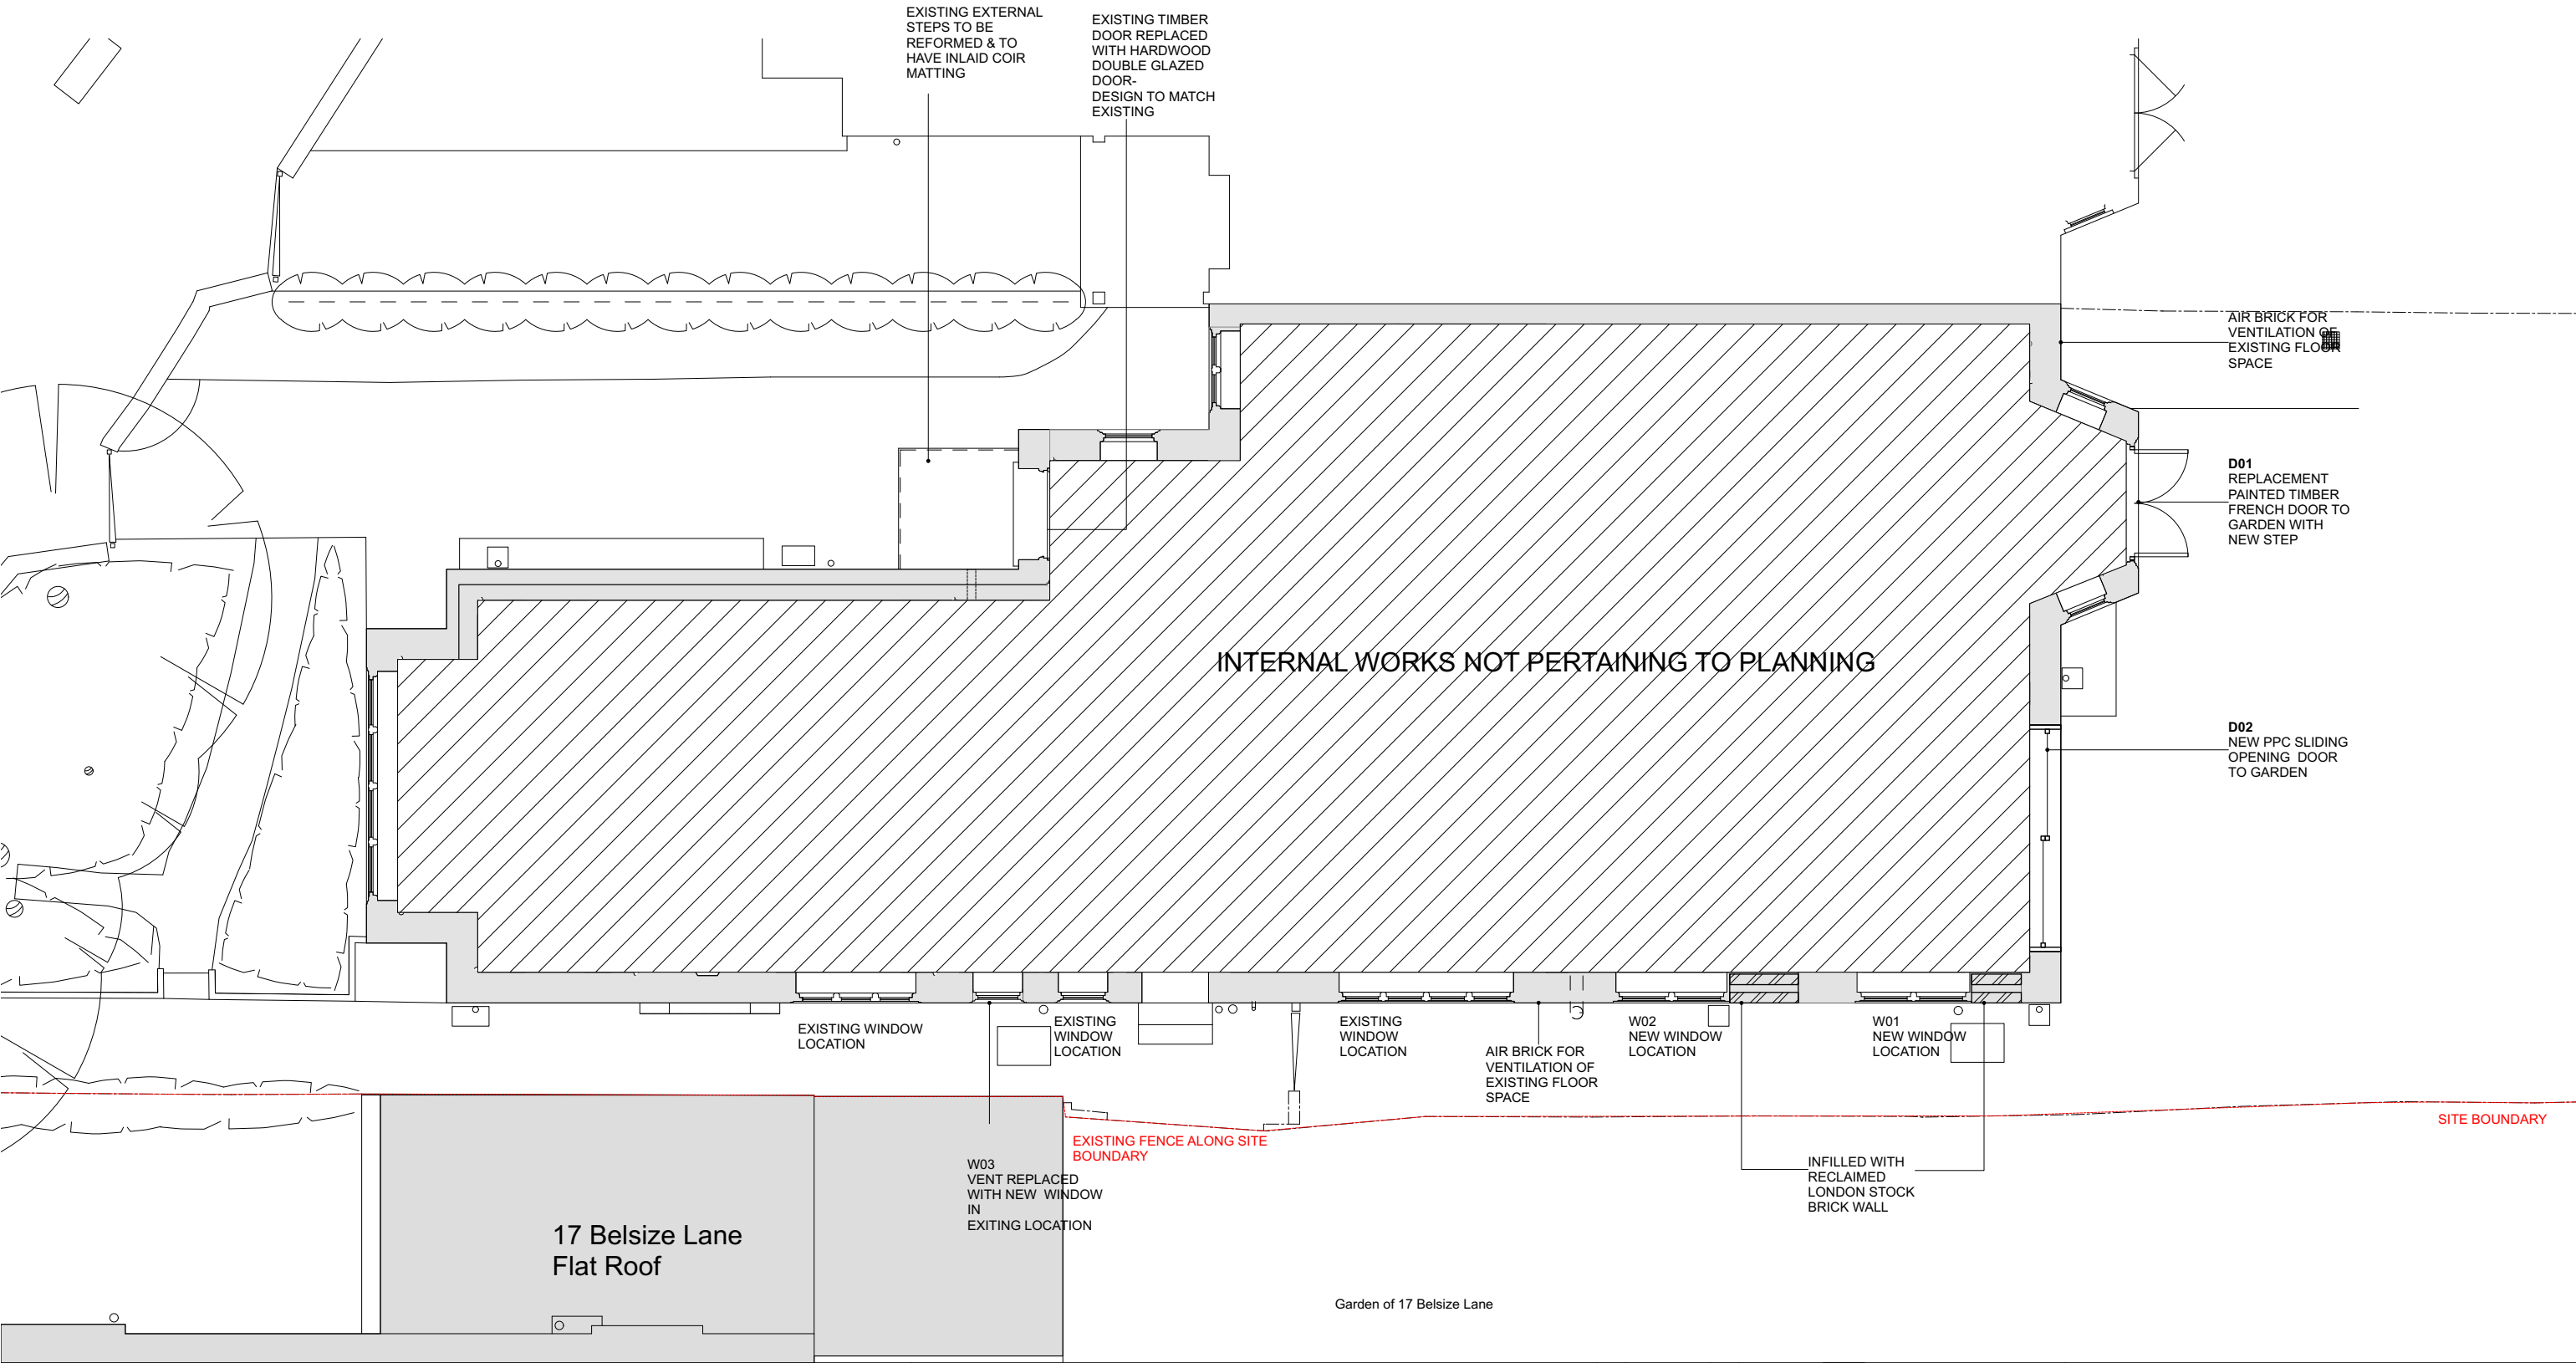 EXISTING EXTERNAL
STEPS TO BE
REFORMED & TO
HAVE INLAID COIR
MATTING
EXISTING TIMBER
DOOR REPLACED
WITH HARDWOOD
DOUBLE GLAZED
DOOR-
DESIGN TO MATCH
EXISTING
AIR BRICK FOR
VENTILATION OF
EXISTING FLOOR
SPACE
D01
REPLACEMENT
PAINTED TIMBER
FRENCH DOOR TO
GARDEN WITH
NEW STEP
INTERNAL WORKS NOT PERTAINING TO PLANNING
D02
NEW PPC SLIDING
OPENING DOOR
TO GARDEN
EXISTING WINDOW
LOCATION
EXISTING
WINDOW
LOCATION
EXISTING
WINDOW
LOCATION
AIR BRICK FOR
VENTILATION OF
EXISTING FLOOR
SPACE
W02
NEW WINDOW
LOCATION
W01
NEW WINDOW
LOCATION
SITE BOUNDARY
EXISTING FENCE ALONG SITE
BOUNDARY
W03
VENT REPLACED
WITH NEW WINDOW
IN
EXITING LOCATION
INFILLED WITH
RECLAIMED
LONDON STOCK
BRICK WALL
17 Belsize Lane
Flat Roof
Garden of 17 Belsize Lane